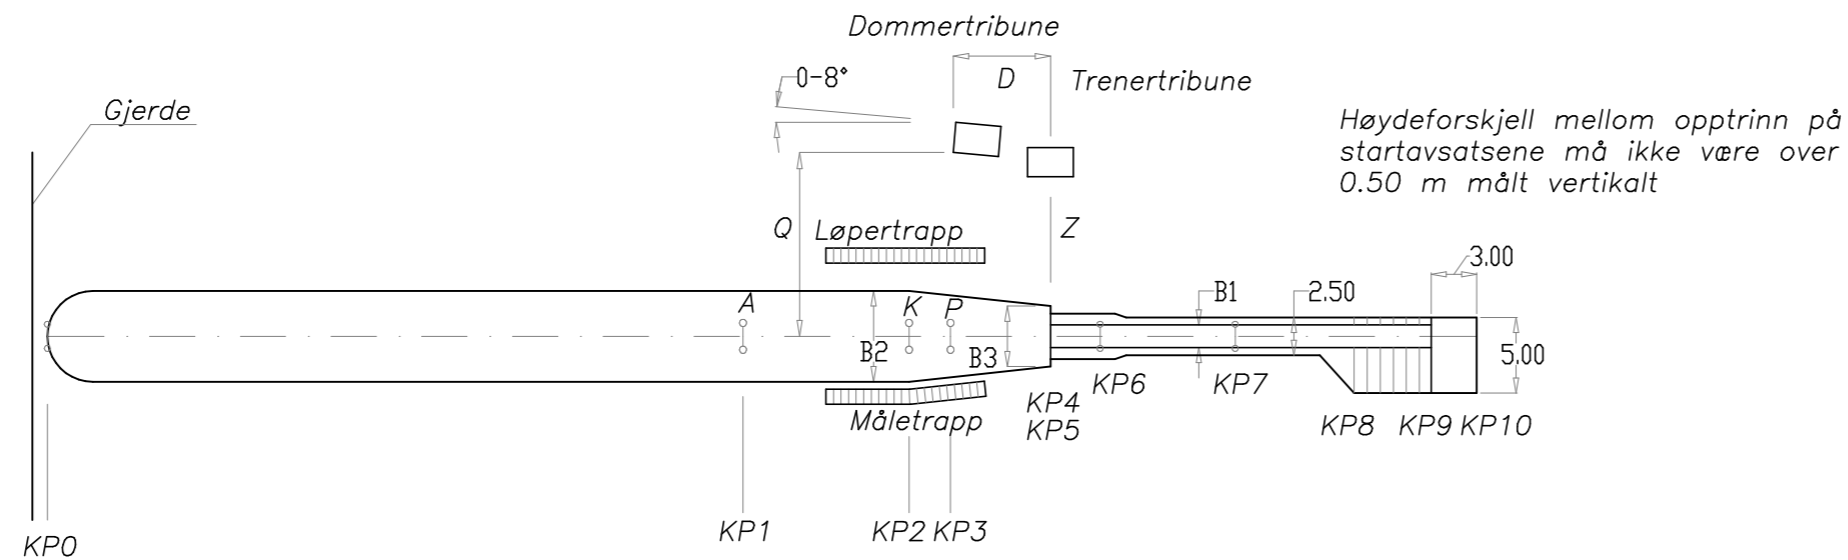 Dommertribune
0-8°
D
Trenertribune
Gjerde
Høydeforskjell mellom opptrinn på
startavsatsene må ikke være over
0.50 m målt vertikalt
Q
Løpertrapp
Z
3.00
A
K
P
B1
2.50
B2
B3
5.00
KP6
KP7
KP4
KP5
Måletrapp
KP8
KP9
KP10
KP0
KP1
KP2
KP3